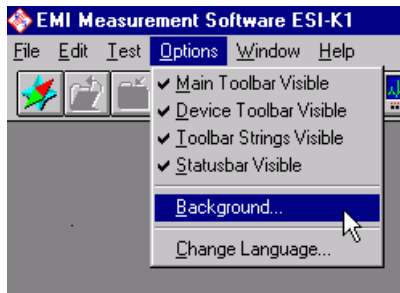 EMI Measurement Software ESI-K1
File Edit Test Options Window Help
✓ Main Toolbar Visible
✓ Device Toolbar Visible
✓ Toolbar Strings Visible
✓ Statusbar Visible
Background...
Change Language...